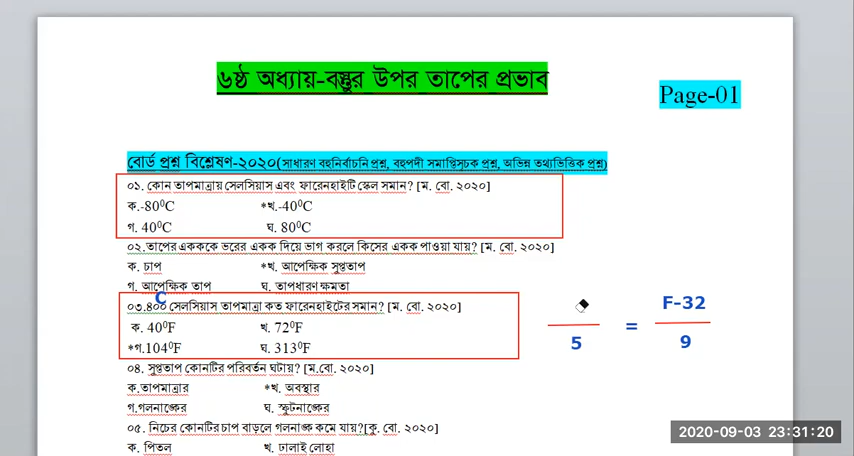 ৬ষ্ঠ অধ্যায়-বস্তুর উপর তাপের প্রভাব
Page-01
বোর্ড প্রশ্ন বিশ্লেষণ-২০২০(সাধারণ বহুনির্বাচনি প্রশ্ন, বহুপদী সমাপ্তিসূচক প্রশ্ন, অভিন্ন তথ্যভিত্তিক প্রশ্ন)
০১. কোন তাপমাত্রায় সেলসিয়াস এবং ফারেনহাইট স্কেল সমান? [ম. বো. ২০২০]
ক.-80⁰C *খ.-40⁰C
গ. 40⁰C ঘ. 80⁰C
০২.তাপের একককে ভরের একক দিয়ে ভাগ করলে কিসের একক পাওয়া যায়? [ম. বো. ২০২০]
ক. চাপ *খ. আপেক্ষিক সুপ্ততাপ
গ. আপেক্ষিক তাপ ঘ. তাপধারণ ক্ষমতা
C
০৩.৪০⁰ সেলসিয়াস তাপমাত্রা কত ফারেনহাইটের সমান? [ম. বো. ২০২০]
ক. 40⁰F খ. 72⁰F
*গ.104⁰F ঘ. 313⁰F
F-32
5 = 9
০৪. সুপ্ততাপ কোনটির পরিবর্তন ঘটায়? [ম.বো. ২০২০]
ক.তাপমাত্রার *খ. অবস্থার
গ.গলনাঙ্কের ঘ. স্ফুটনাঙ্কের
০৫. নিচের কোনটির চাপ বাড়লে গলনাঙ্ক কমে যায়?[কু. বো. ২০২০]
ক. পিতল খ. ঢালাই লোহা
2020-09-03 23:31:20